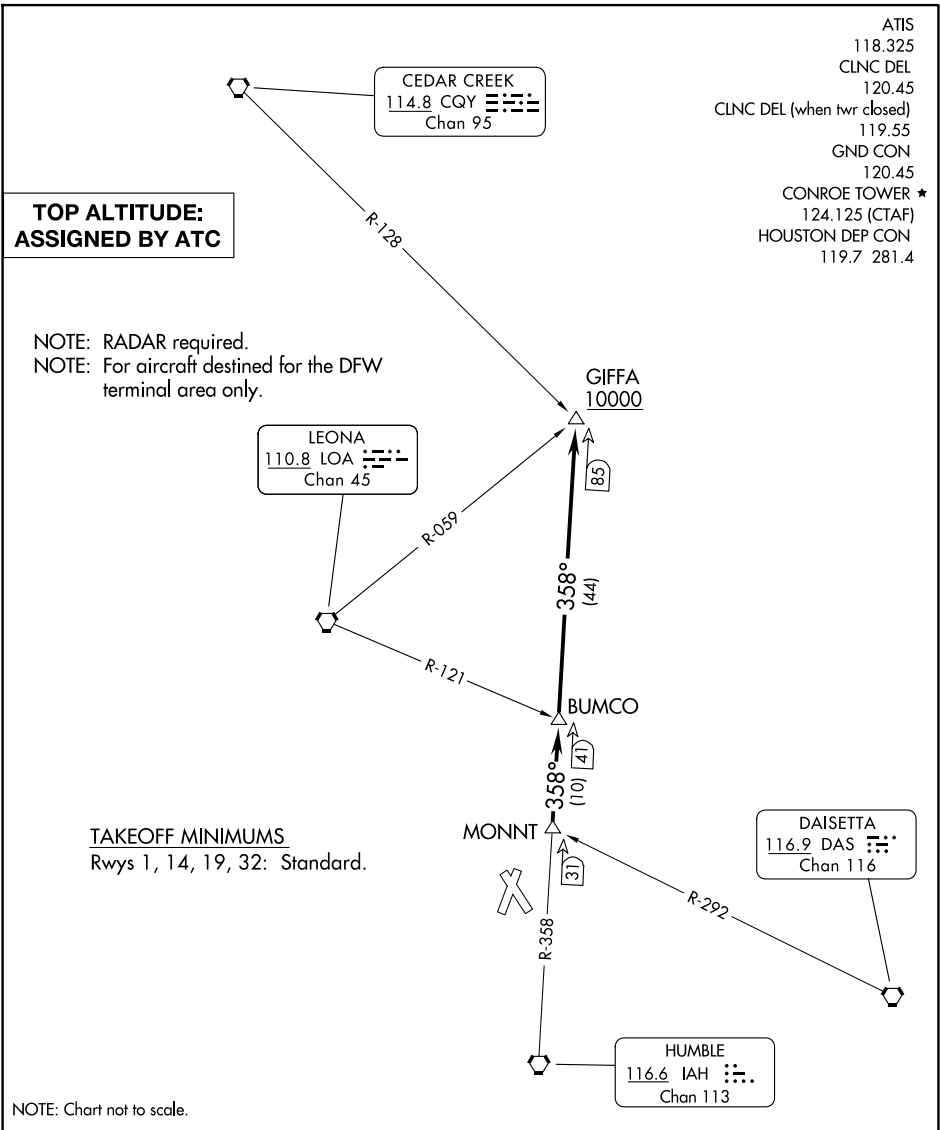 ATIS
118.325
CLNC DEL
120.45
CLNC DEL (when twr closed)
119.55
GND CON
120.45
CONROE TOWER ★
124.125 (CTAF)
HOUSTON DEP CON
119.7 281.4
CEDAR CREEK
114.8 CQY
Chan 95
TOP ALTITUDE:
ASSIGNED BY ATC
R-128
NOTE: RADAR required.
NOTE: For aircraft destined for the DFW
terminal area only.
GIFFA
10000
85
LEONA
110.8 LOA
Chan 45
R-059
358°
(44)
R-121
BUMCO
41
358°
(10)
TAKEOFF MINIMUMS
Rwys 1, 14, 19, 32: Standard.
MONNT
31
DAISETTA
116.9 DAS
Chan 116
R-292
R-358
HUMBLE
116.6 IAH
Chan 113
NOTE: Chart not to scale.